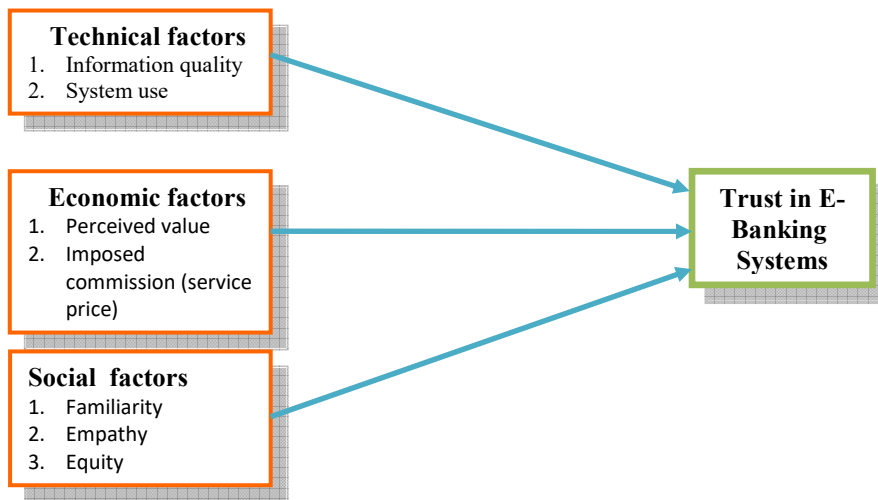 Technical factors
1. Information quality
2. System use
Economic factors
1. Perceived value
2. Imposed
commission (service
price)
Social factors
1. Familiarity
2. Empathy
3. Equity
Trust in E-
Banking
Systems